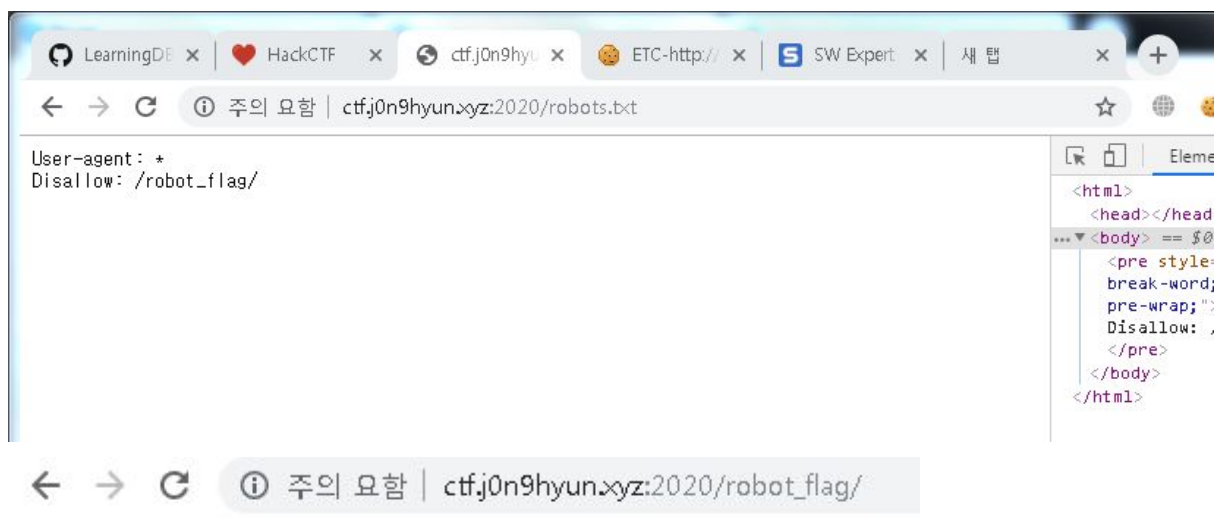 LearningDE
HackCTF
ctf.j0n9hyu
ETC-http://
SW Expert
새 탭
주의 요함 | ctf.j0n9hyun.xyz:2020/robots.txt
User-agent: *
Disallow: /robot_flag/
Eleme
<html>
<head></head
... ▼ <body> == $0
<pre style=
break-word;
pre-wrap;">
Disallow: /
</pre>
</body>
</html>
주의 요함 | ctf.j0n9hyun.xyz:2020/robot_flag/